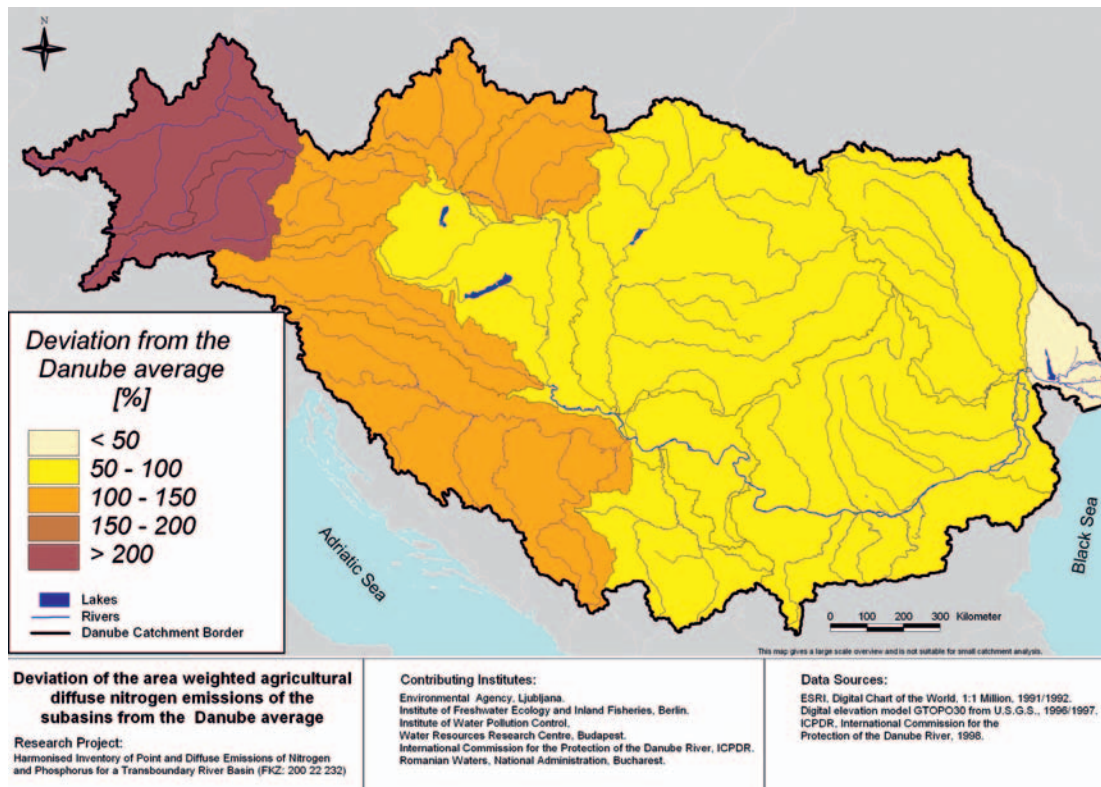 N
Deviation from the
Danube average
[%]
< 50
50 - 100
100 - 150
150 - 200
> 200
Lakes
Rivers
Danube Catchment Border
Adriatic Sea
Black Sea
0 100 200 300 Kilometer
This map gives a large scale overview and is not suitable for small catchment analysis.
Deviation of the area weighted agricultural
diffuse nitrogen emissions of the
subasins from the Danube average
Research Project:
Harmonised Inventory of Point and Diffuse Emissions of Nitrogen
and Phosphorus for a Transboundary River Basin (FKZ: 200 22 232)
Contributing Institutes:
Environmental Agency, Ljubljana.
Institute of Freshwater Ecology and Inland Fisheries, Berlin.
Institute of Water Pollution Control,
Water Resources Research Centre, Budapest.
International Commission for the Protection of the Danube River, ICPDR.
Romanian Waters, National Administration, Bucharest.
Data Sources:
ESRI, Digital Chart of the World, 1:1 Million, 1991/1992.
Digital elevation model GTOPO30 from U.S.G.S., 1996/1997.
ICPDR, International Commission for the
Protection of the Danube River, 1998.